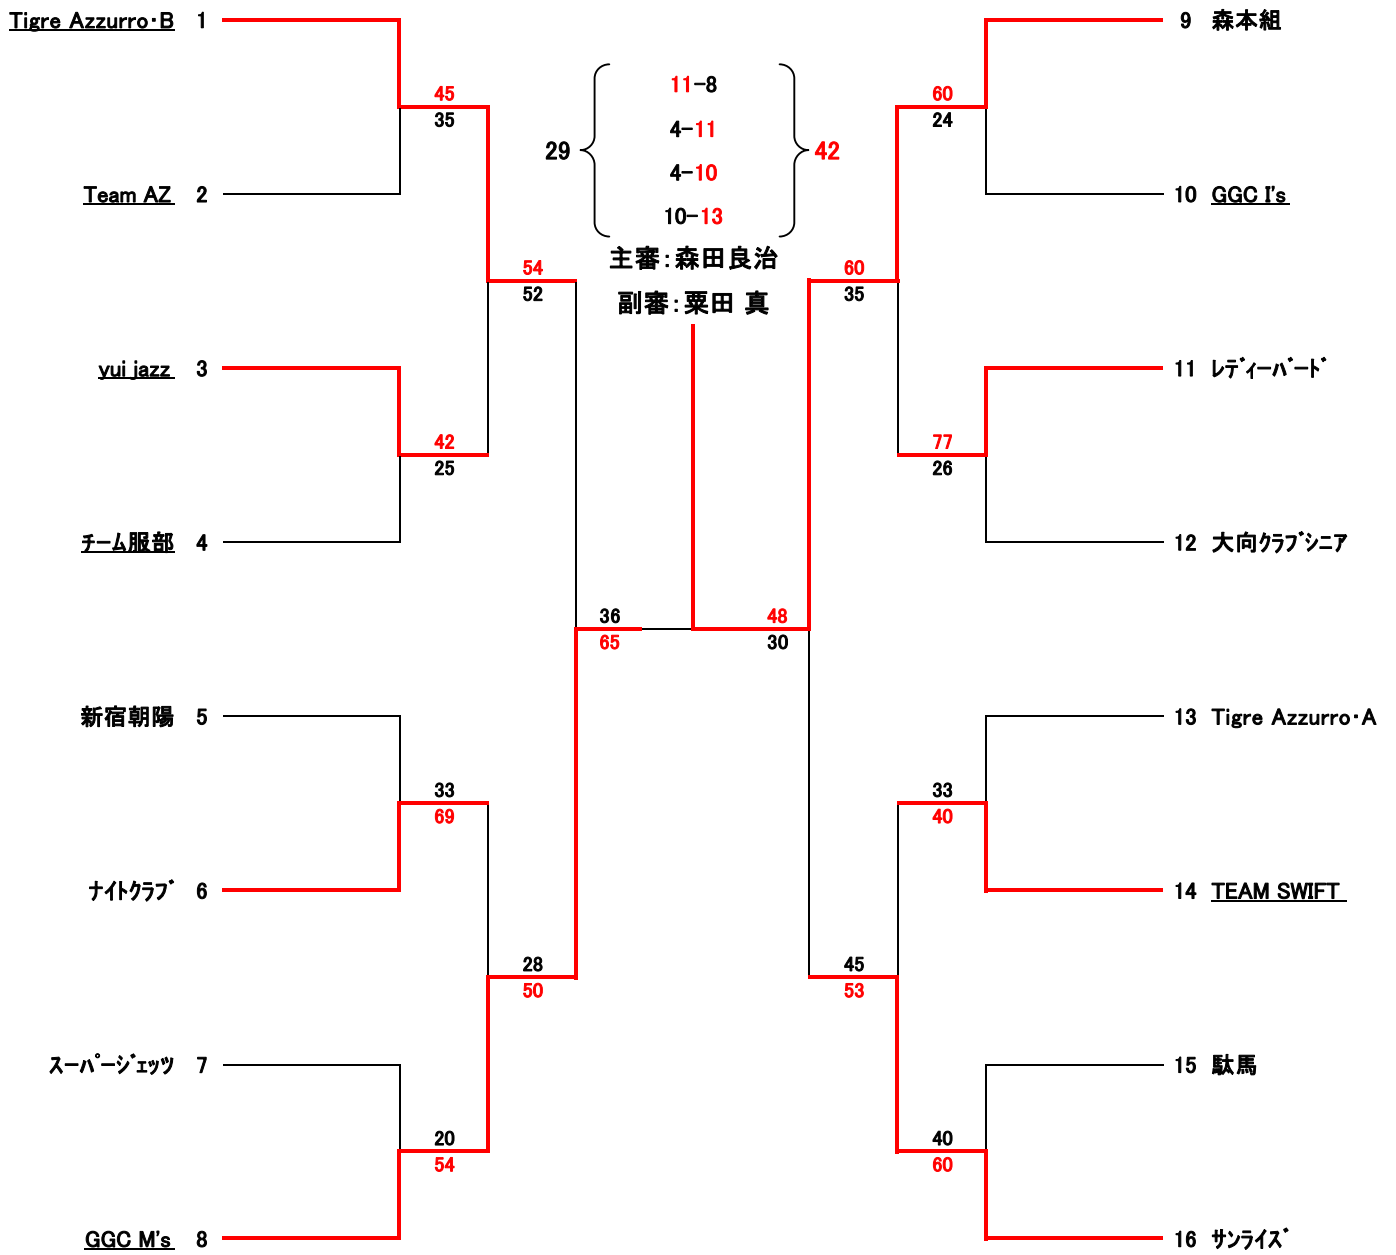 Tigre Azzurro・B 1
9 森本組
11-8
45
60
35
24
4-11
29
42
4-10
Team AZ 2
10 GGC I's
10-13
主審：森田良治
54
60
52
35
副審：粟田 真
yui jazz 3
11 ﾚﾃﾞｨｰﾊﾞｰﾄﾞ
42
77
25
26
ﾁｰﾑ服部 4
12 大向ｸﾗﾌﾞｼﾆｱ
36
48
65
30
新宿朝陽 5
13 Tigre Azzurro・A
33
33
69
40
ﾅｲﾄｸﾗﾌﾞ 6
14 TEAM SWIFT
28
45
50
53
ｽｰﾊﾟｰｼﾞｪｯﾂ 7
15 駄馬
20
40
54
60
GGC M's 8
16 ｻﾝﾗｲｽﾞ